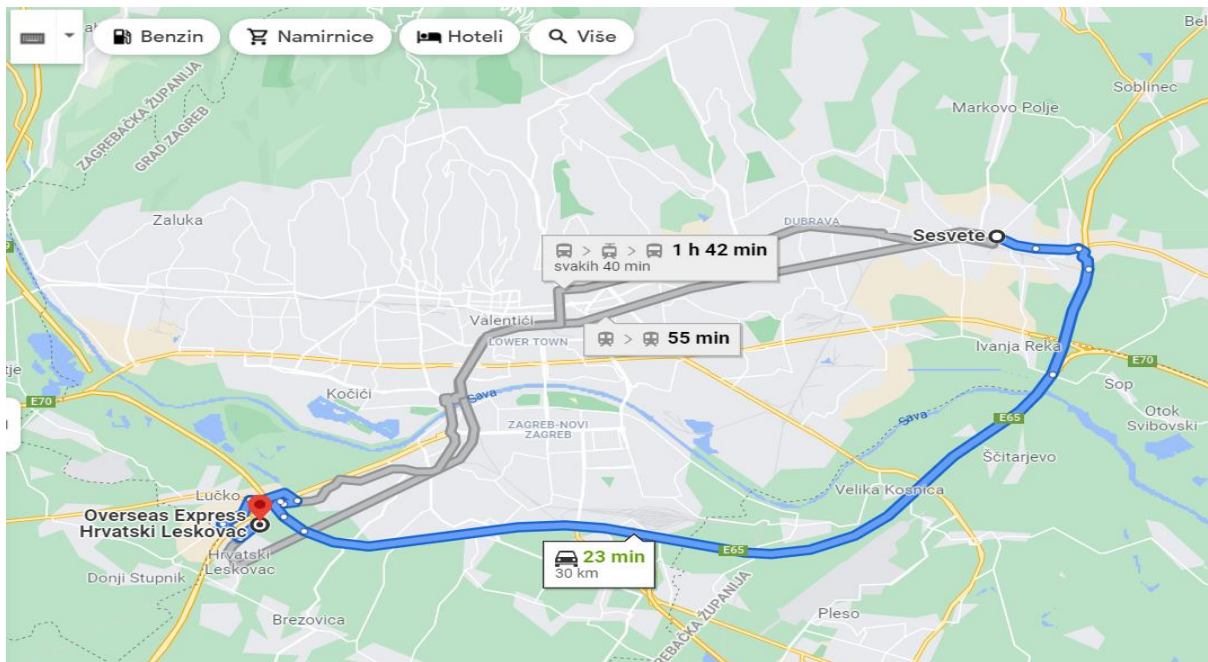 Benzin
Namirnice
Hoteli
Više
Bel
Soblinec
Markovo Polje
ZAGREBAČKA ŽUPANIJA
GRAD ZAGREB
Zaluka
DUBRAVA
Sesvete
> > 1 h 42 min
svakih 40 min
Valentići
LOWER TOWN
> 55 min
Ivanja Reka
E70
Sop
tje
Kočići
Sava
E70
Sava
E65
Otok
Svibovski
ZAGREB-NOVI
ZAGREB
Ščitarjevo
Lučko
Velika Kosnica
Overseas Express
Hrvatski Leskovac
E65
23 min
30 km
Hrvatski
Leskovac
Donji Stupnik
Brezovica
ZAGREBAČKA ŽUPANIJA
Pleso